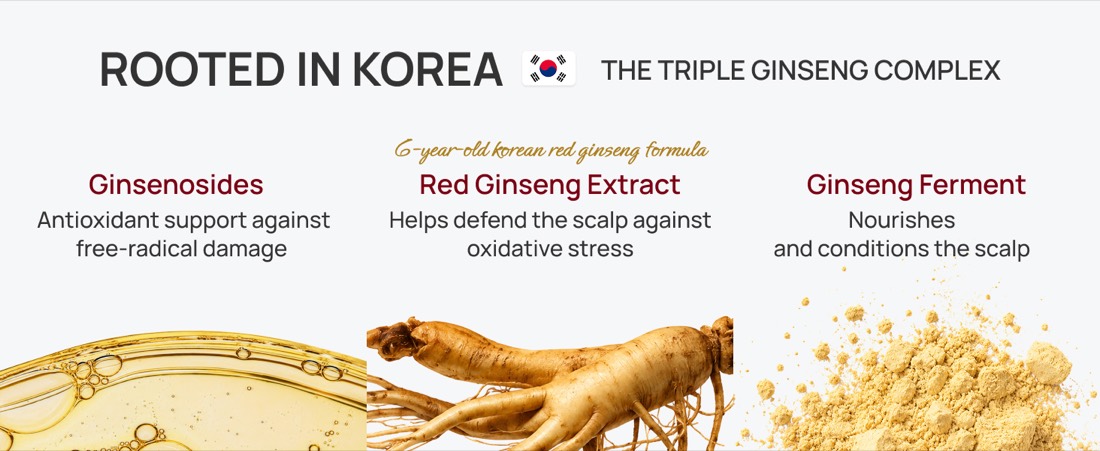 ROOTED IN KOREA THE TRIPLE GINSENG COMPLEX
6-year-old korean red ginseng formula
Ginsenosides
Antioxidant support against
free-radical damage
Red Ginseng Extract
Helps defend the scalp against
oxidative stress
Ginseng Ferment
Nourishes
and conditions the scalp